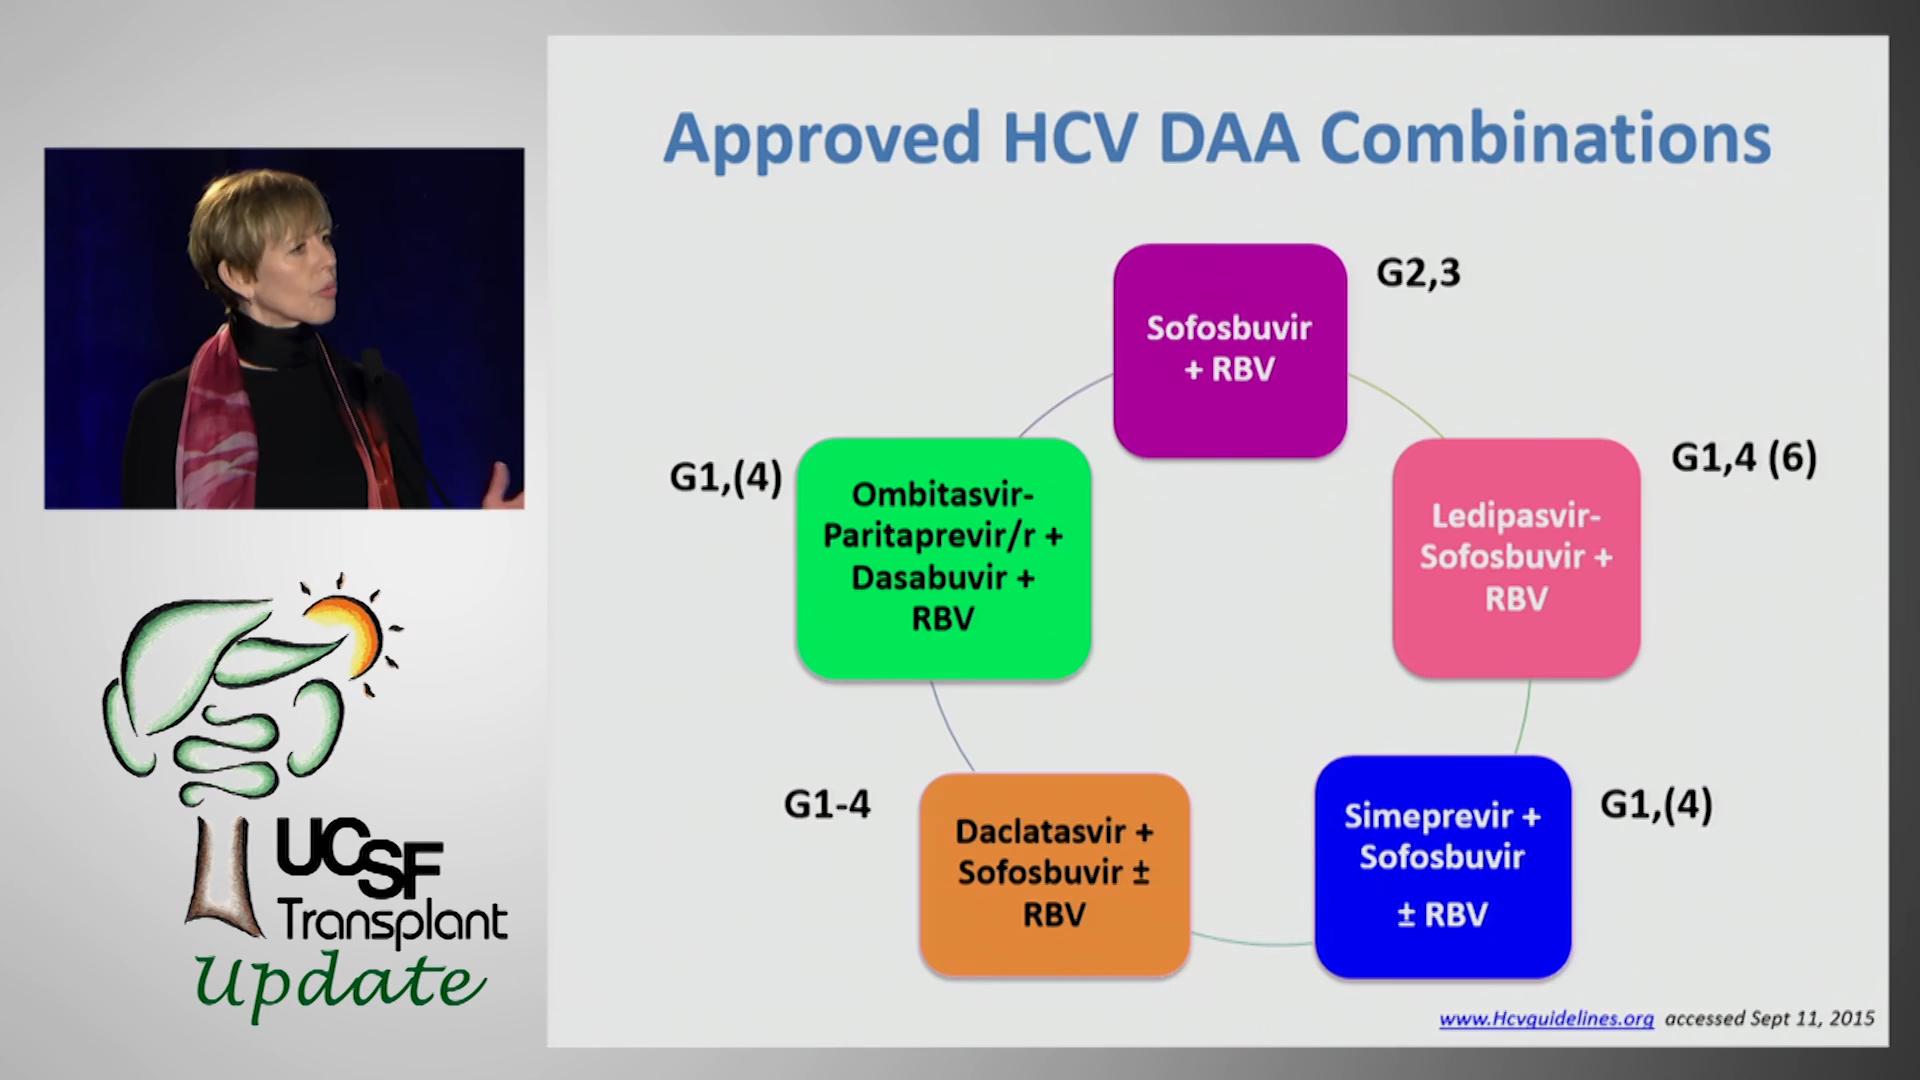 Approved HCV DAA Combinations
Sofosbuvir
+ RBV
G2,3
Ledipasvir-
Sofosbuvir +
RBV
G1,4 (6)
Simeprevir +
Sofosbuvir
± RBV
G1,(4)
Daclatasvir +
Sofosbuvir ±
RBV
G1-4
Ombitasvir-
Paritaprevir/r +
Dasabuvir +
RBV
G1,(4)
www.Hcvguidelines.org accessed Sept 11, 2015
UCSF
Transplant
Update